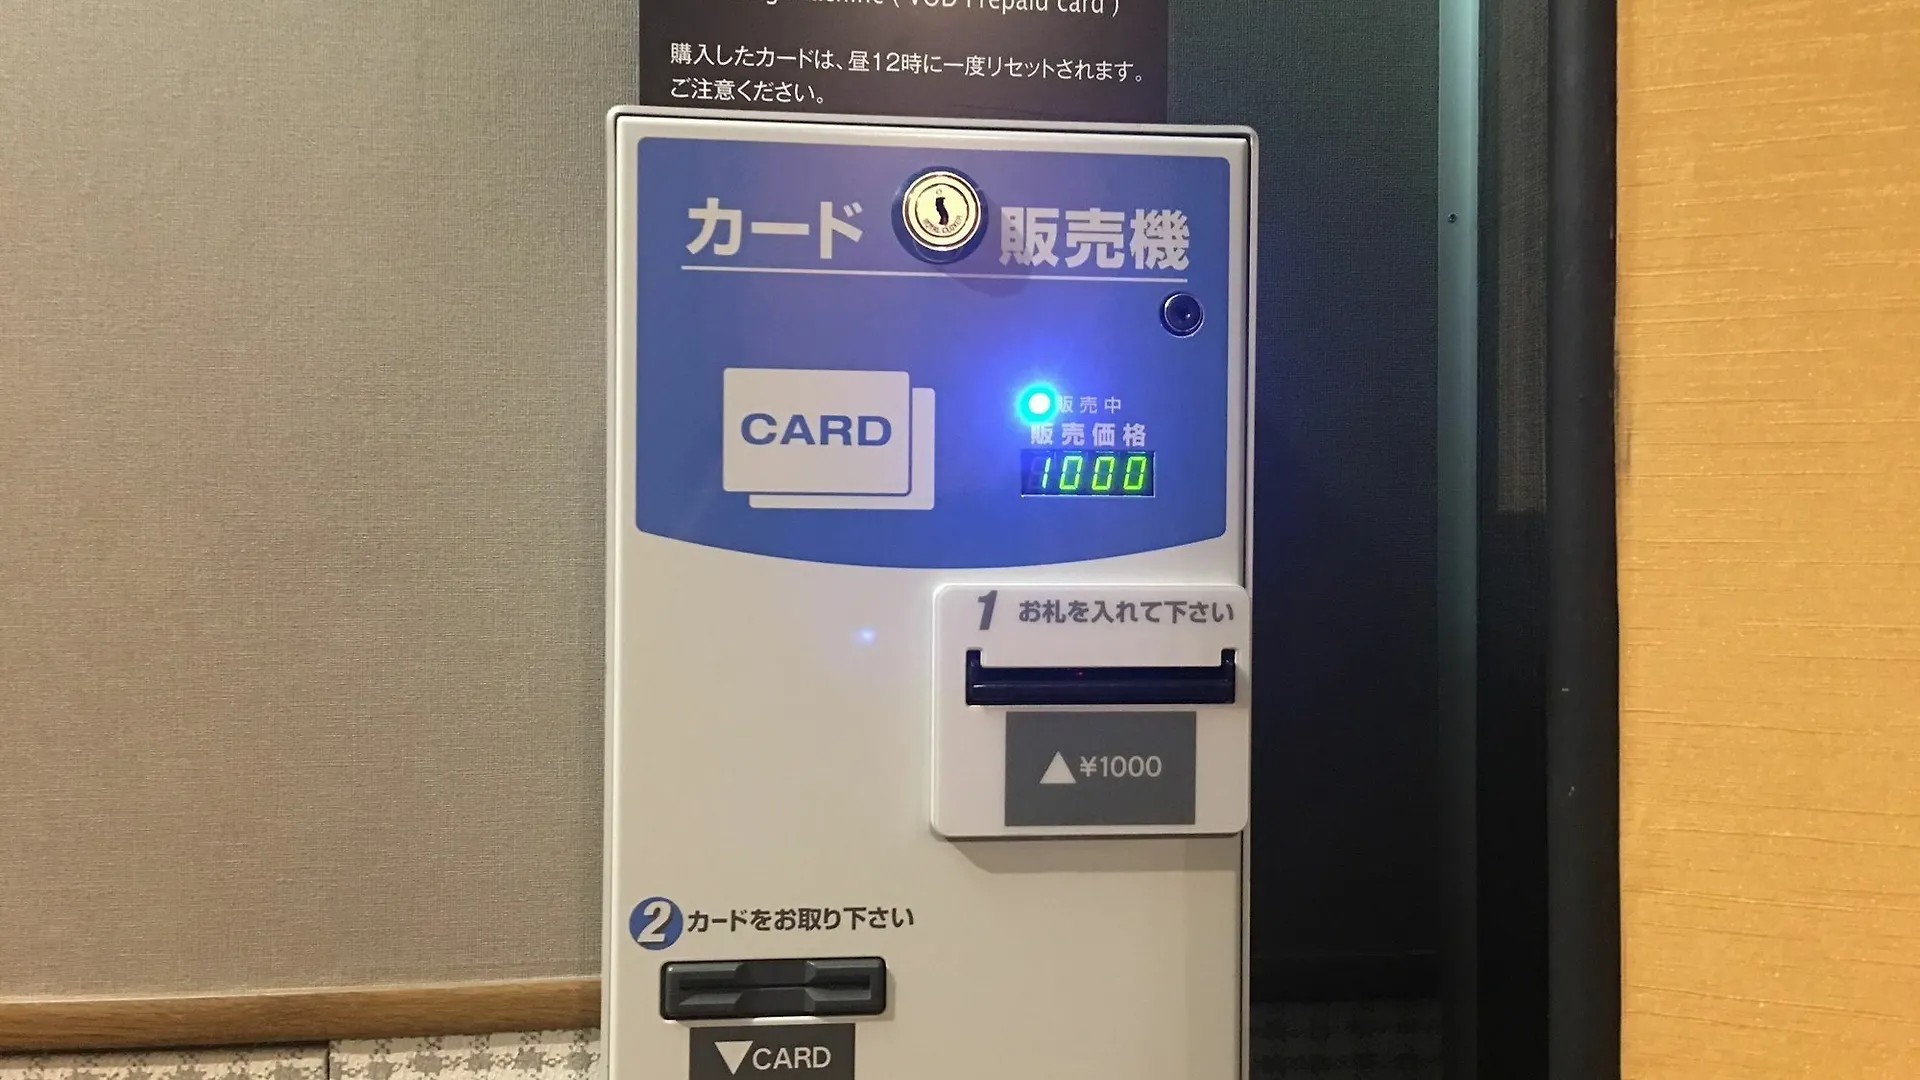 ( VOD Prepaid card )
購入したカードは、昼12時に一度リセットされます。
ご注意ください。
カード 販売機
CARD
販売中
販売価格
1000
1 お札を入れて下さい
▲¥1000
2 カードをお取り下さい
▼CARD